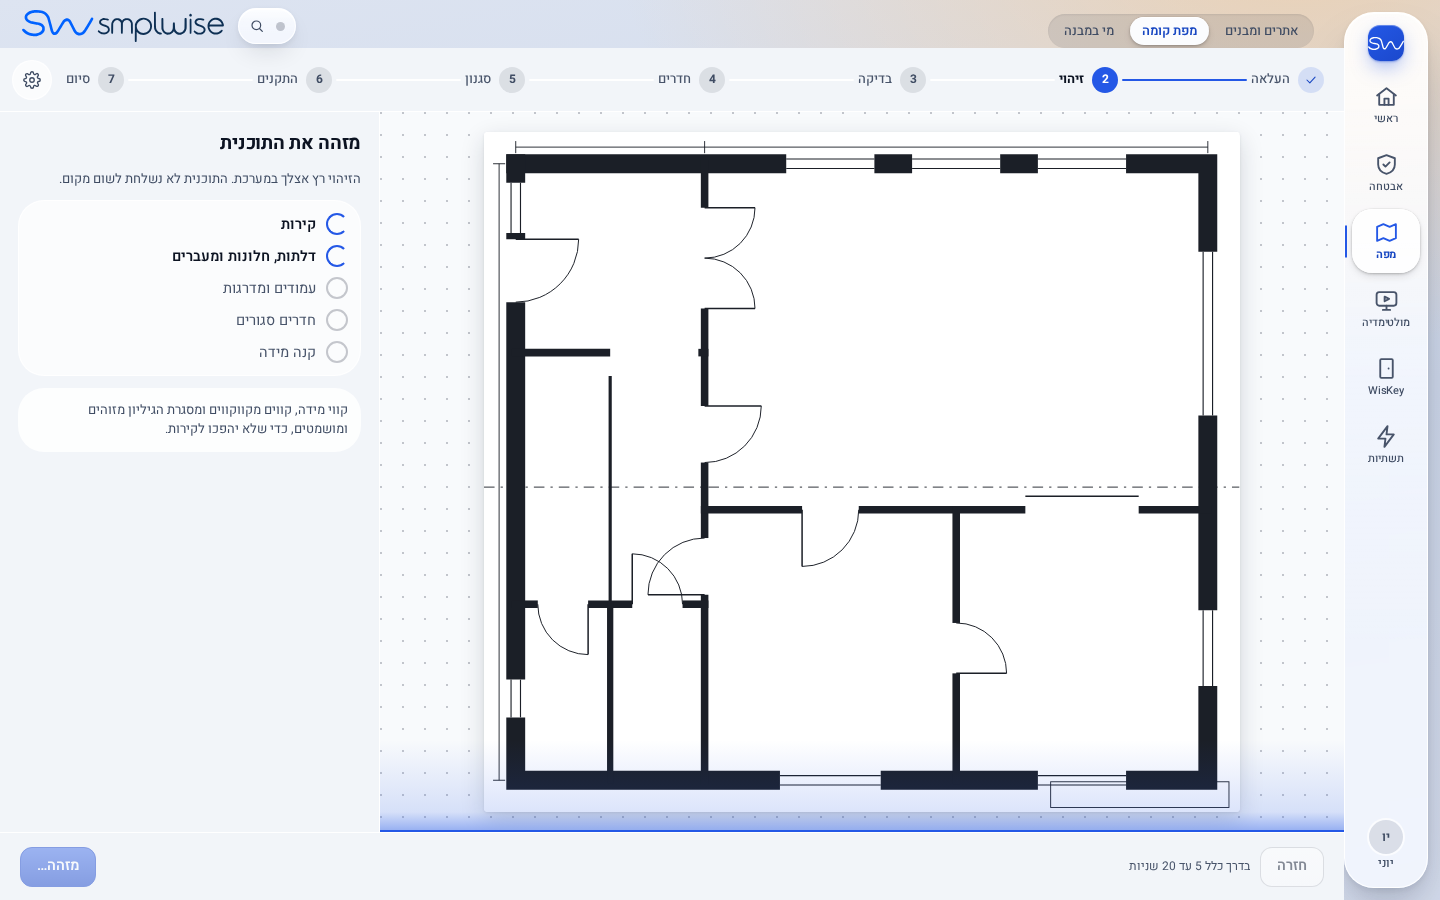 smplwise
אתרים ומבנים
מפת קומה
מי במבנה
העלאה
2 זיהוי
3 בדיקה
4 חדרים
5 סגנון
6 התקנים
7 סיום
מזהה את התוכנית
הזיהוי רץ אצלך במערכת. התוכנית לא נשלחת לשום מקום.
קירות
דלתות, חלונות ומעברים
עמודים ומדרגות
חדרים סגורים
קנה מידה
קווי מידה, קווים מקווקווים ומסגרת הגיליון מזוהים
ומושמטים, כדי שלא יהפכו לקירות.
SW
ראשי
אבטחה
מפה
מולטימדיה
WisKey
תשתיות
יו
יוני
חזרה
בדרך כלל 5 עד 20 שניות
מזהה...